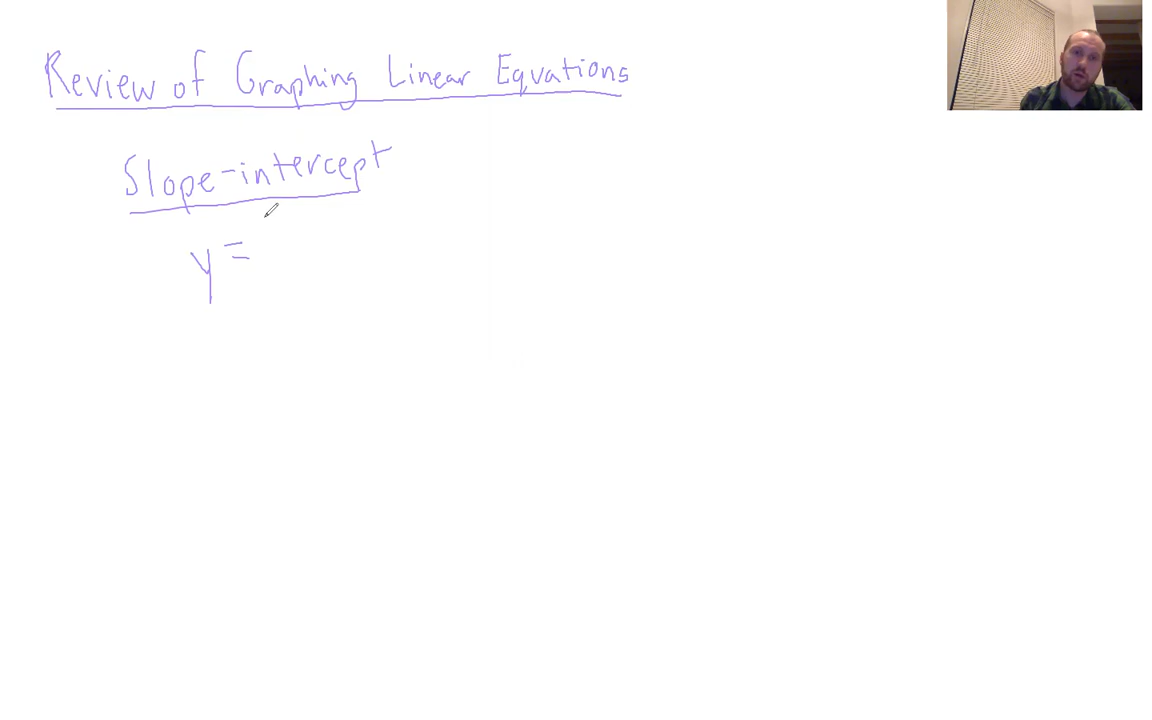 Review of Graphing Linear Equations
Slope-intercept
y =